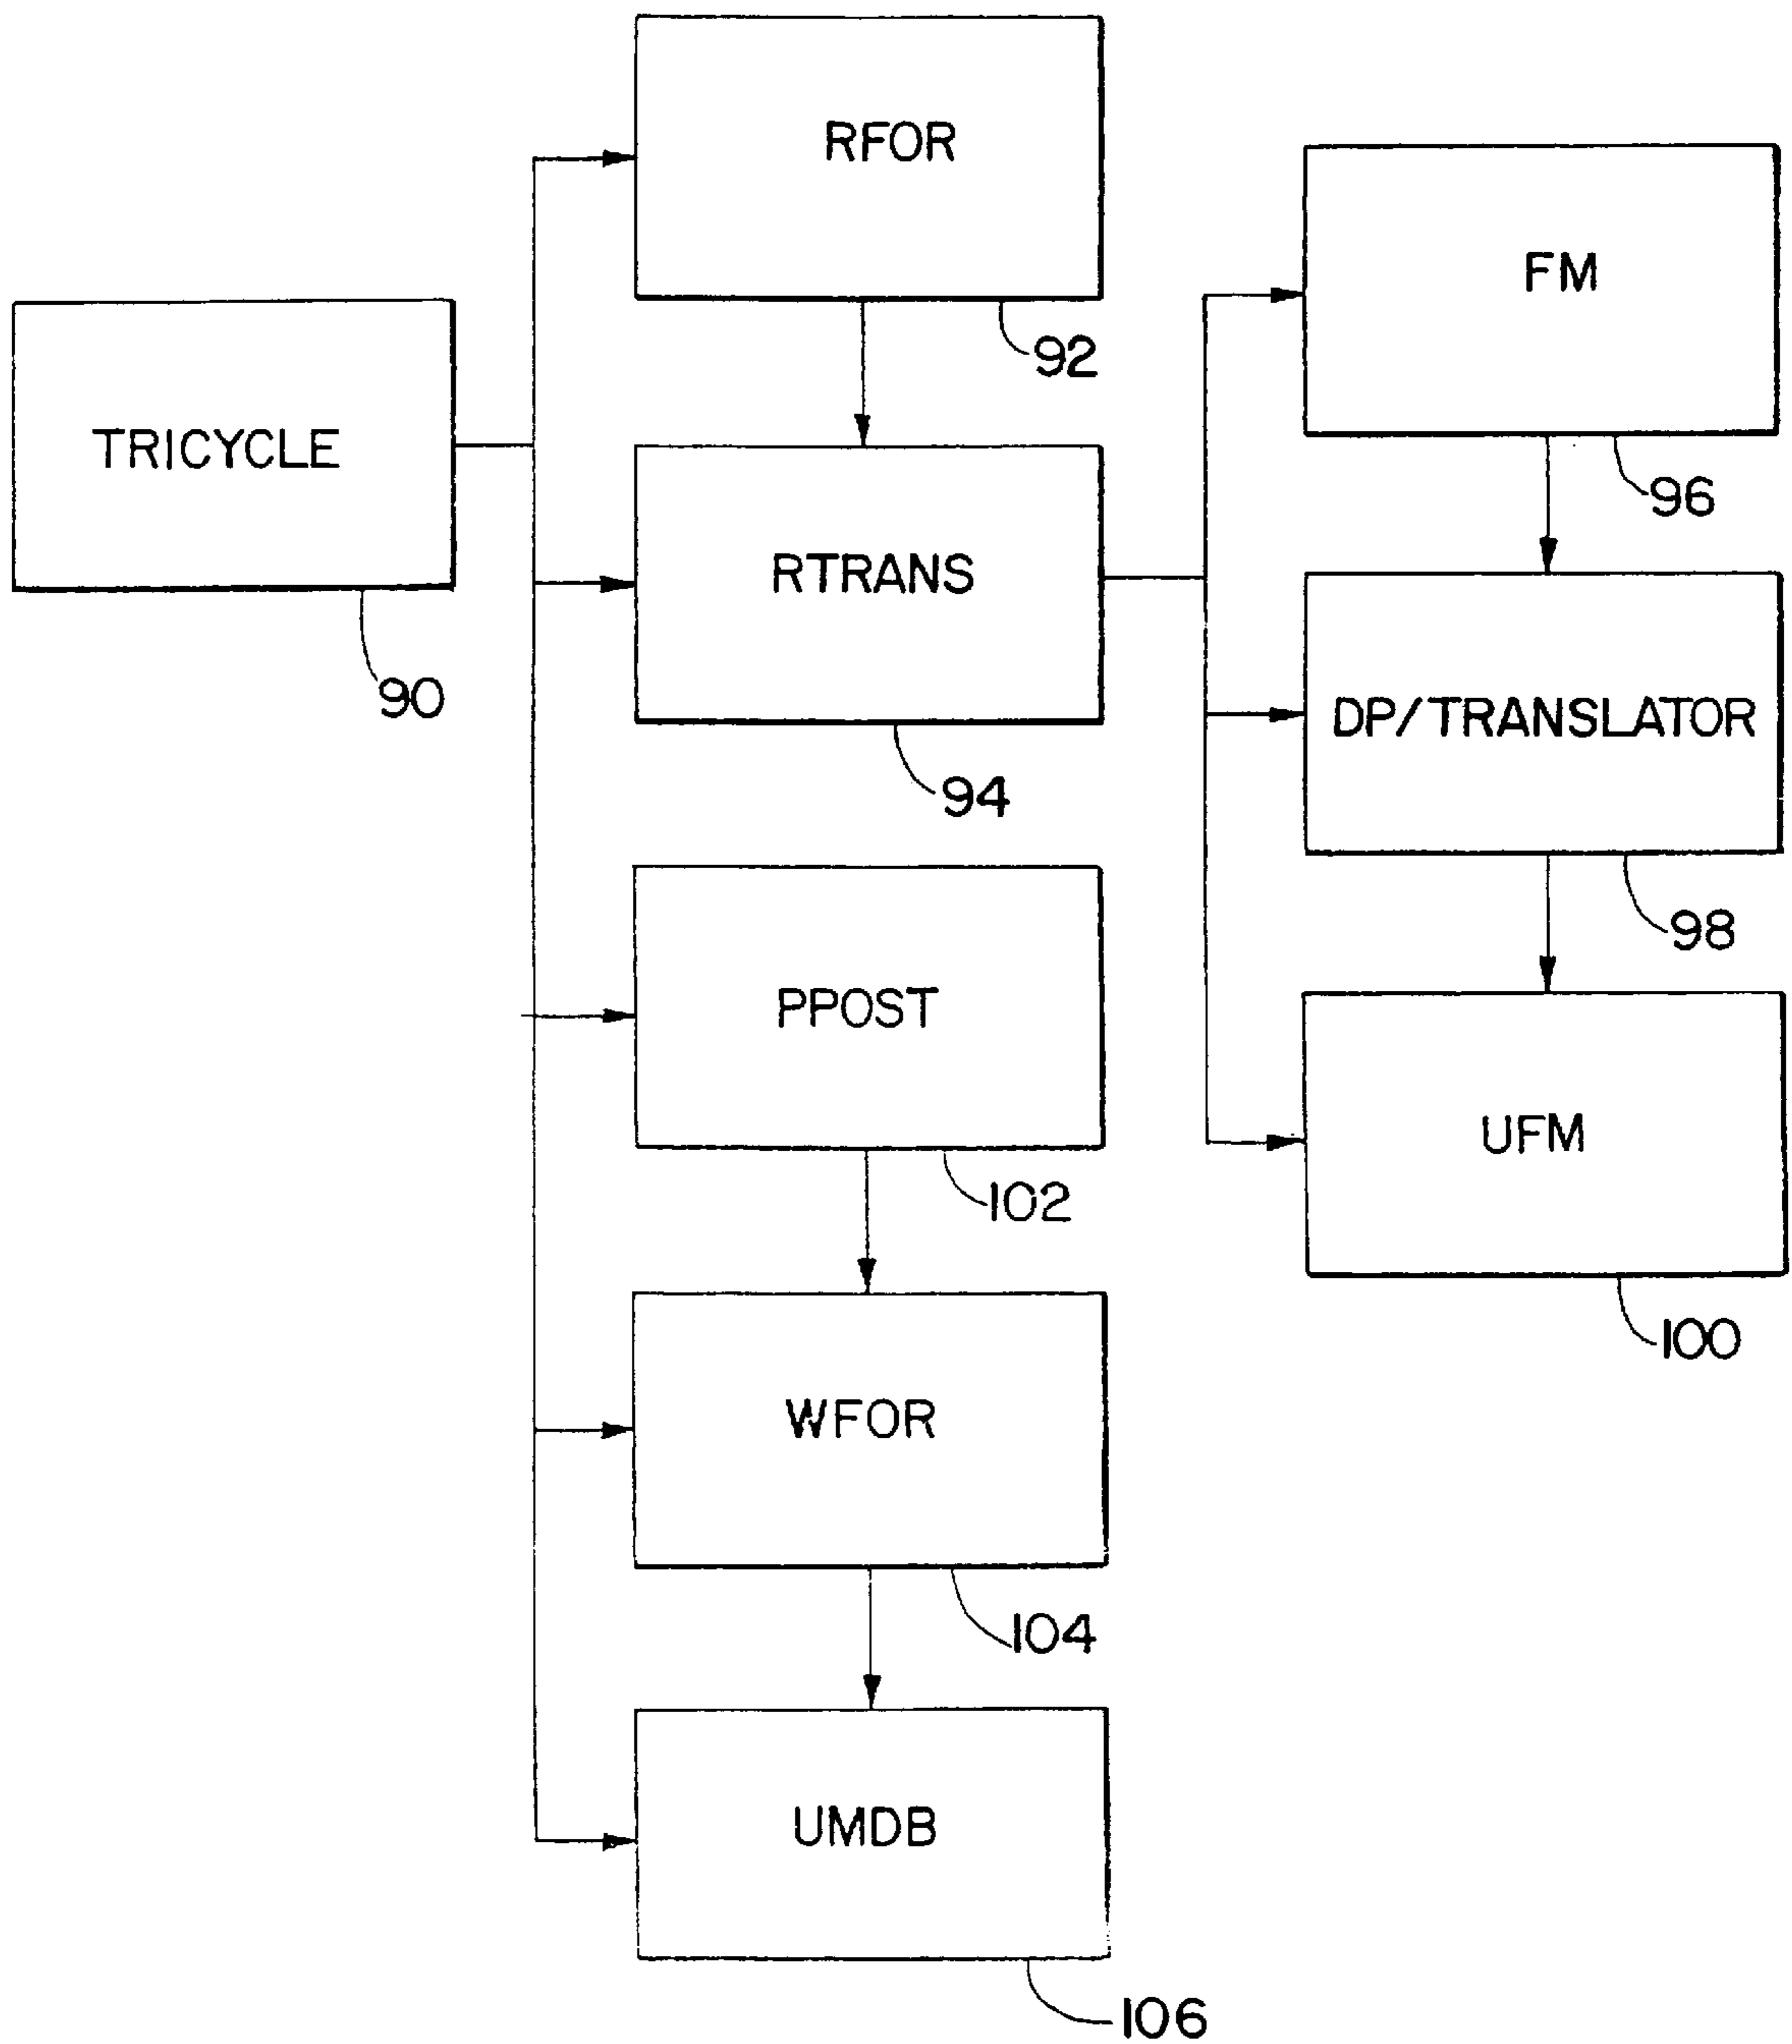 RFOR
92
TRICYCLE
90
RTRANS
94
PPOST
102
WFOR
104
UMDB
106
FM
96
DP/TRANSLATOR
98
UFM
100